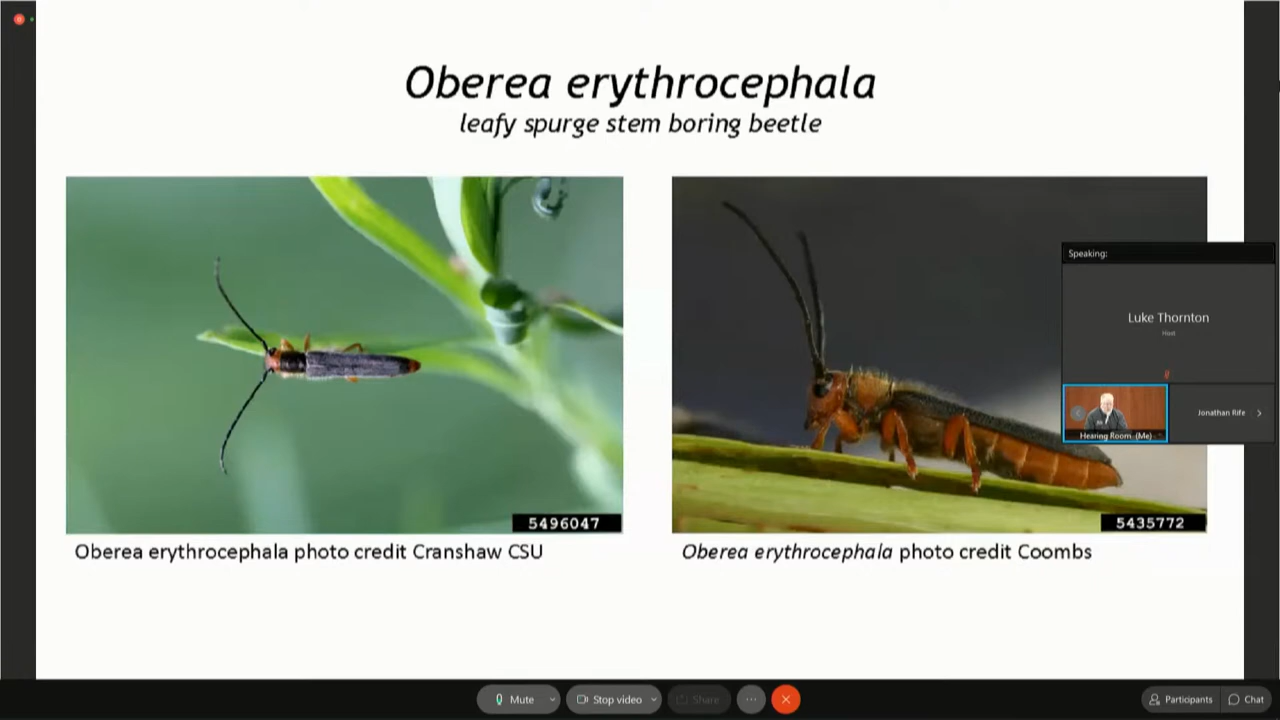 Oberea erythrocephala
leafy spurge stem boring beetle
Speaking:
Luke Thornton
Host
Hearing Room (Me)
Jonathan Rife
5496047
5435772
Oberea erythrocephala photo credit Cranshaw CSU
Oberea erythrocephala photo credit Coombs
Mute
Stop video
Share
Participants
Chat